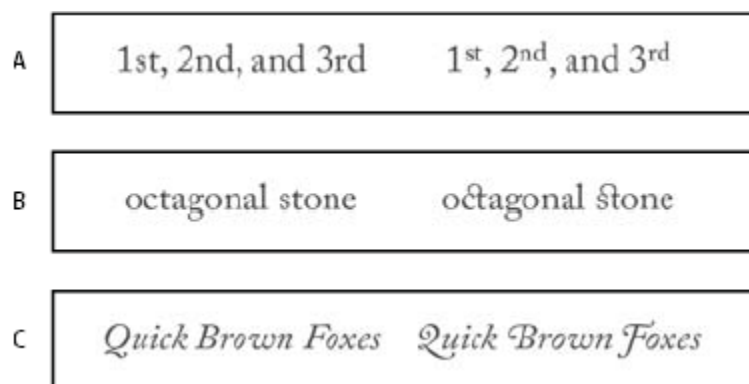 A 1st, 2nd, and 3rd 1ˢᵗ, 2ⁿᵈ, and 3ʳᵈ
B octagonal stone octagonal stone
C Quick Brown Foxes Quick Brown Foxes